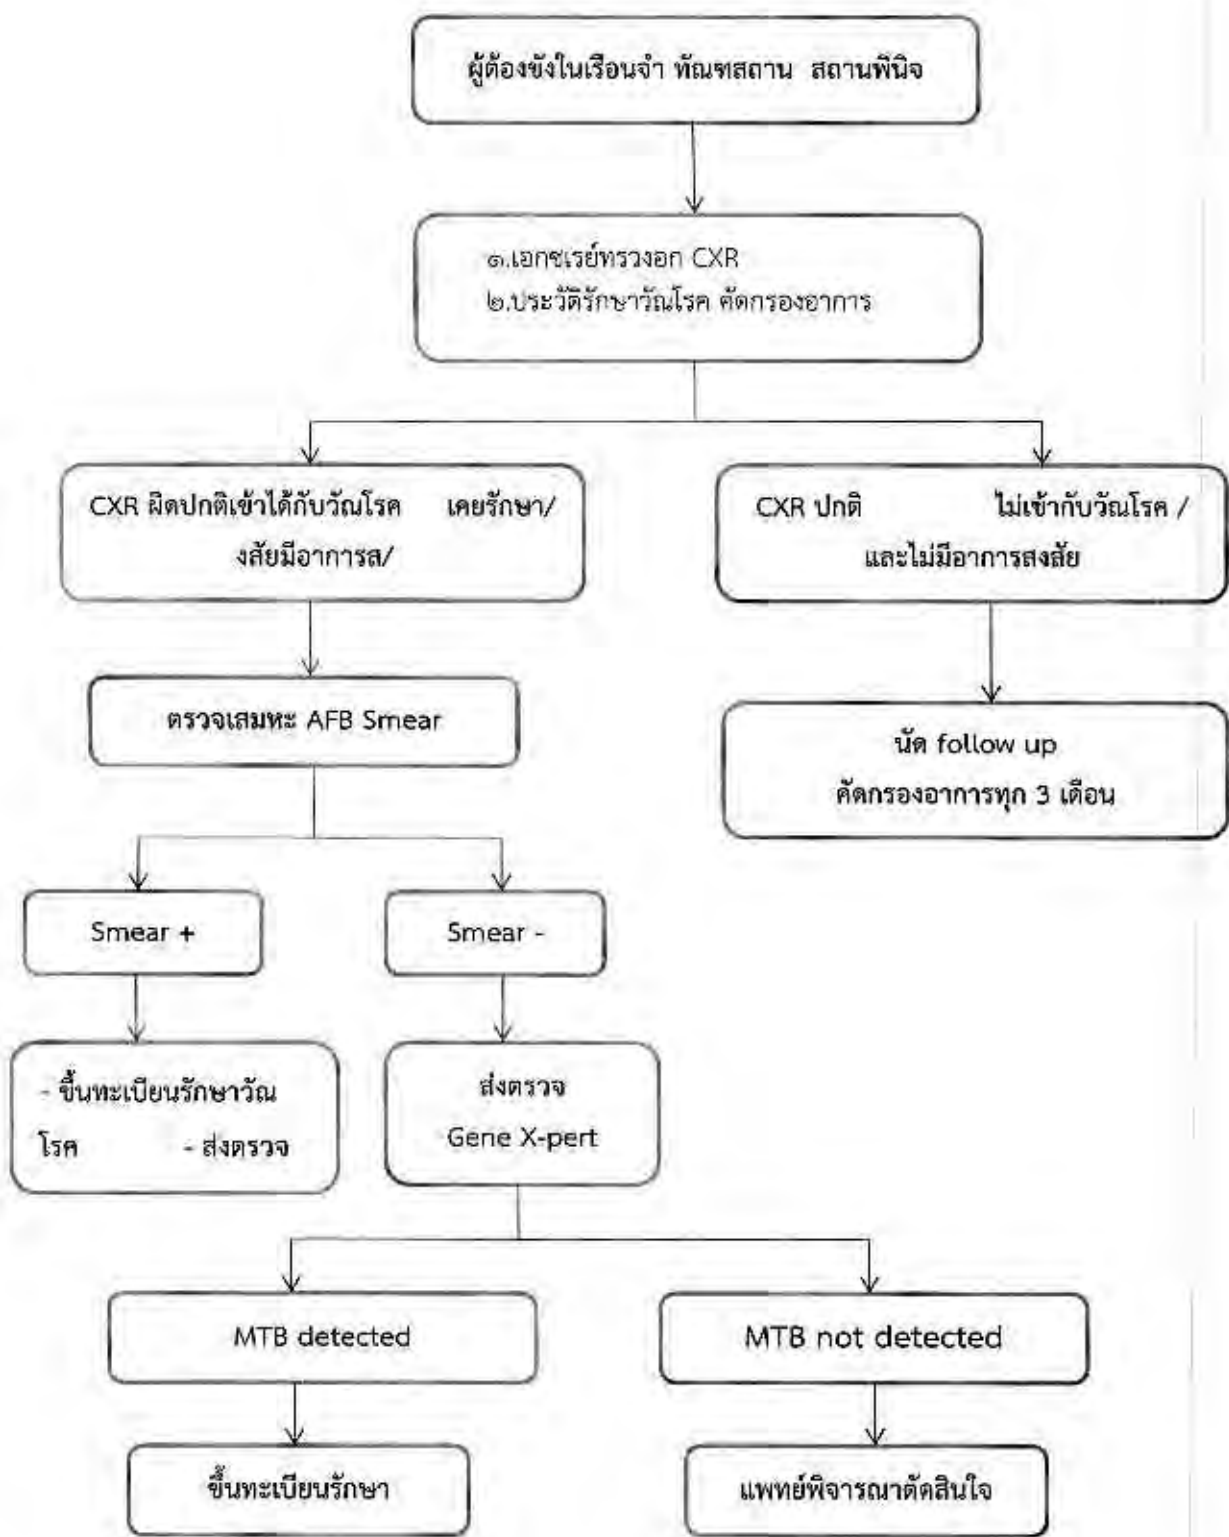 ผู้ต้องขังในเรือนจำ ทัณฑสถาน สถานพินิจ
๑.เอกซเรย์ทรวงอก CXR
๒.ประวัติรักษาวัณโรค คัดกรองอาการ
CXR ผิดปกติเข้าได้กับวัณโรค เคยรักษา/
งสัยมีอาการส/
CXR ปกติ ไม่เข้ากับวัณโรค /
และไม่มีอาการสงสัย
ตรวจเสมหะ AFB Smear
นัด follow up
คัดกรองอาการทุก 3 เดือน
Smear +
Smear -
- ขึ้นทะเบียนรักษาวัณ
โรค - ส่งตรวจ
ส่งตรวจ
Gene X-pert
MTB detected
MTB not detected
ขึ้นทะเบียนรักษา
แพทย์พิจารณาตัดสินใจ